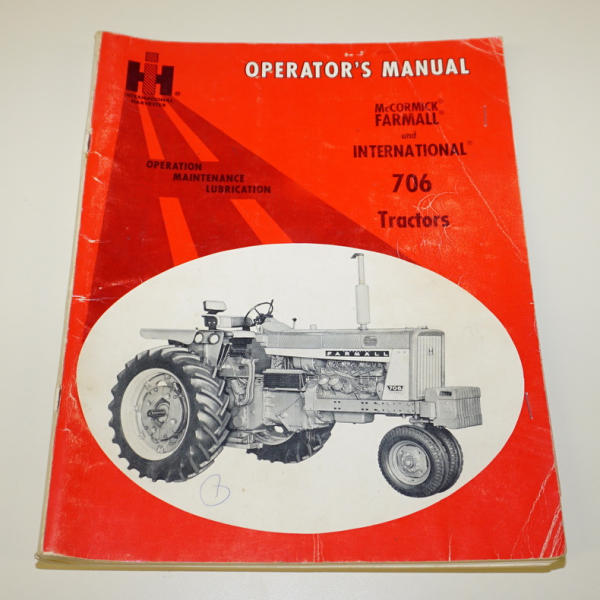 IH®
INTERNATIONAL
HARVESTER
OPERATOR'S MANUAL
McCORMICK®
FARMALL®
and
INTERNATIONAL®
706
Tractors
OPERATION
MAINTENANCE
LUBRICATION
FARMALL
706